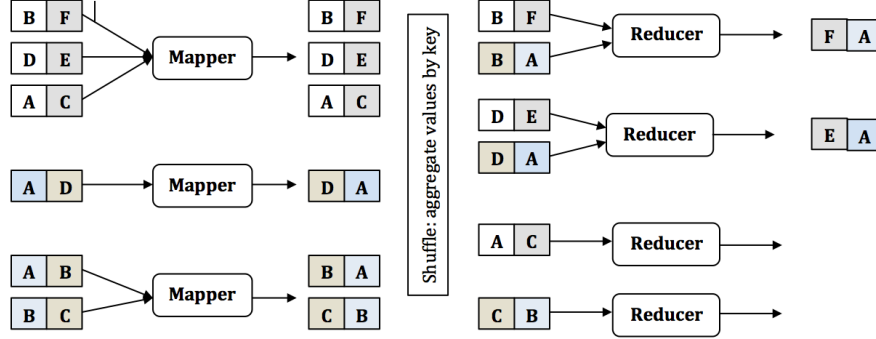 B F
D E
A C
Mapper
B F
D E
A C
A D
Mapper
D A
A B
B C
Mapper
B A
C B
Shuffle: aggregate values by key
B F
B A
Reducer
F A
D E
D A
Reducer
E A
A C
Reducer
C B
Reducer